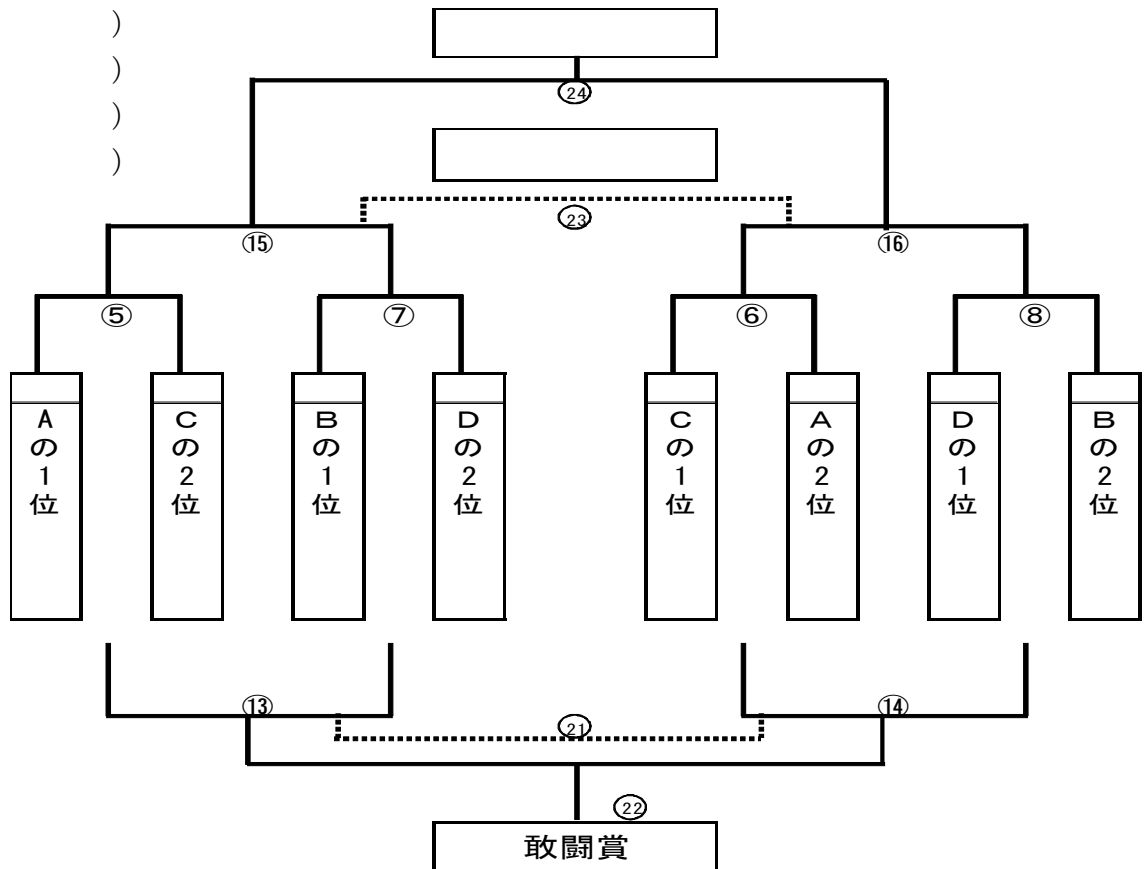 )
)
)
)
㉔
㉓
⑮
⑯
⑤
⑦
⑥
⑧
Aの1位
Cの2位
Bの1位
Dの2位
Cの1位
Aの2位
Dの1位
Bの2位
⑬
⑭
㉑
㉒
敢闘賞